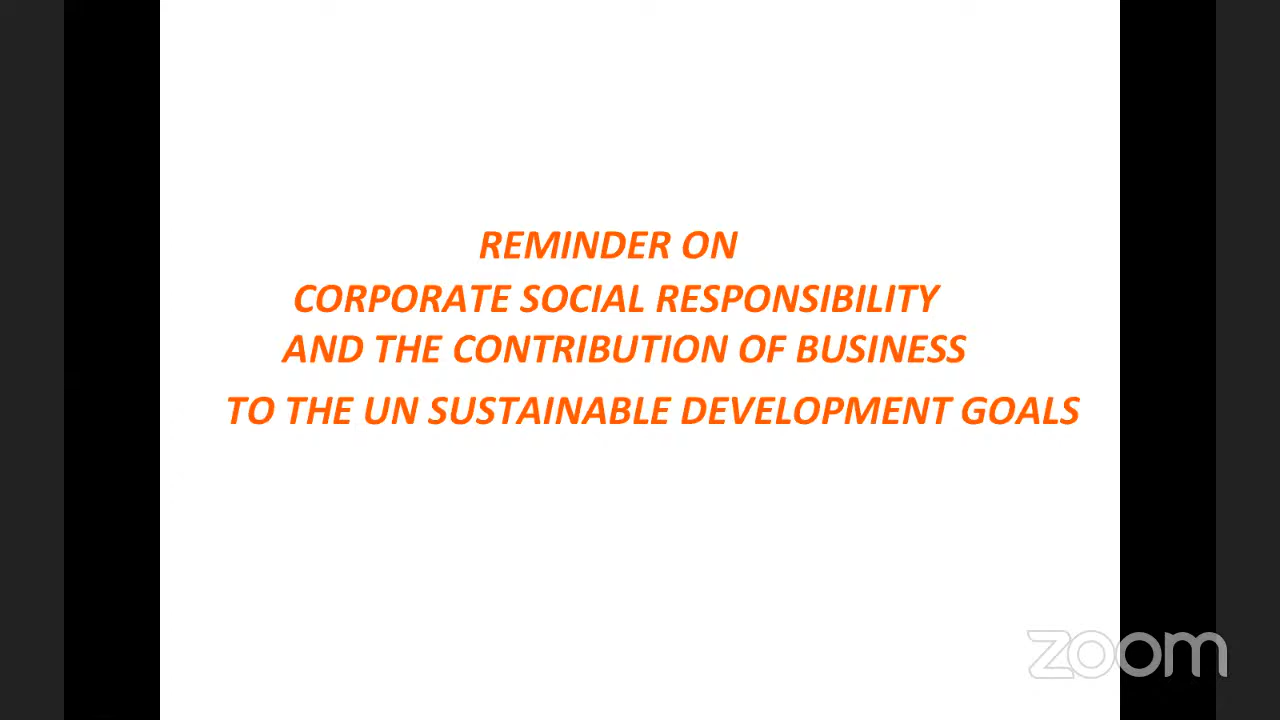 REMINDER ON
CORPORATE SOCIAL RESPONSIBILITY
AND THE CONTRIBUTION OF BUSINESS
TO THE UN SUSTAINABLE DEVELOPMENT GOALS
zoom